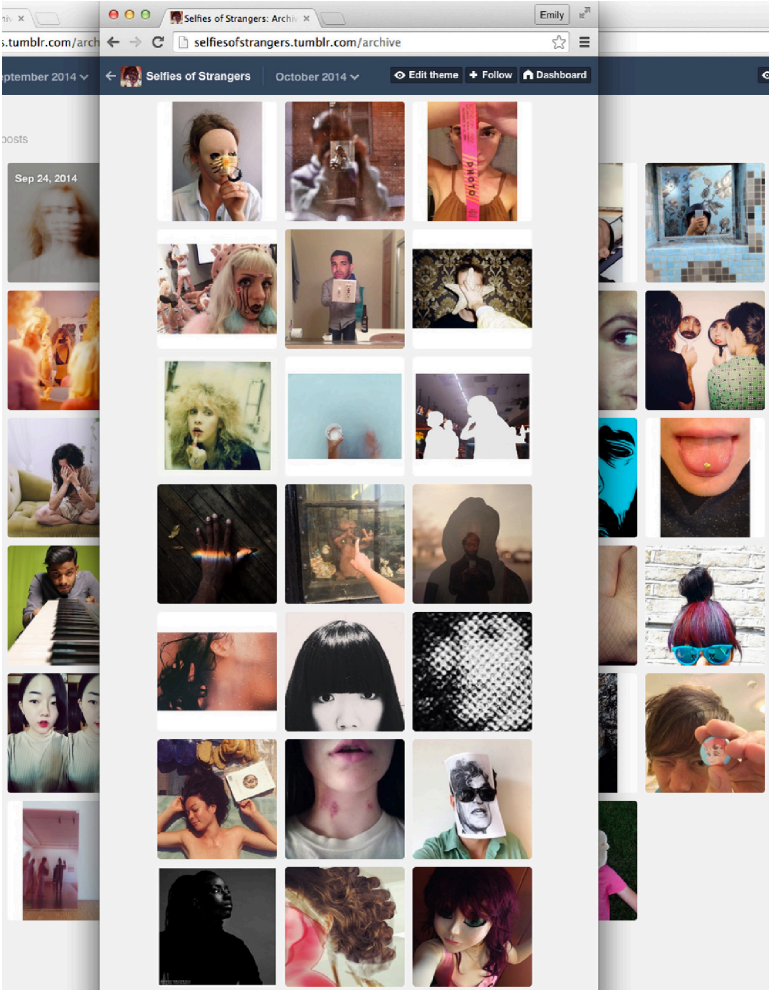 Selfies of Strangers: Archiv
Emily
selfiesofstrangers.tumblr.com/archive
s.tumblr.com/arch
eptember 2014
Selfies of Strangers
October 2014
Edit theme
+ Follow
Dashboard
posts
Sep 24, 2014
PHOTO